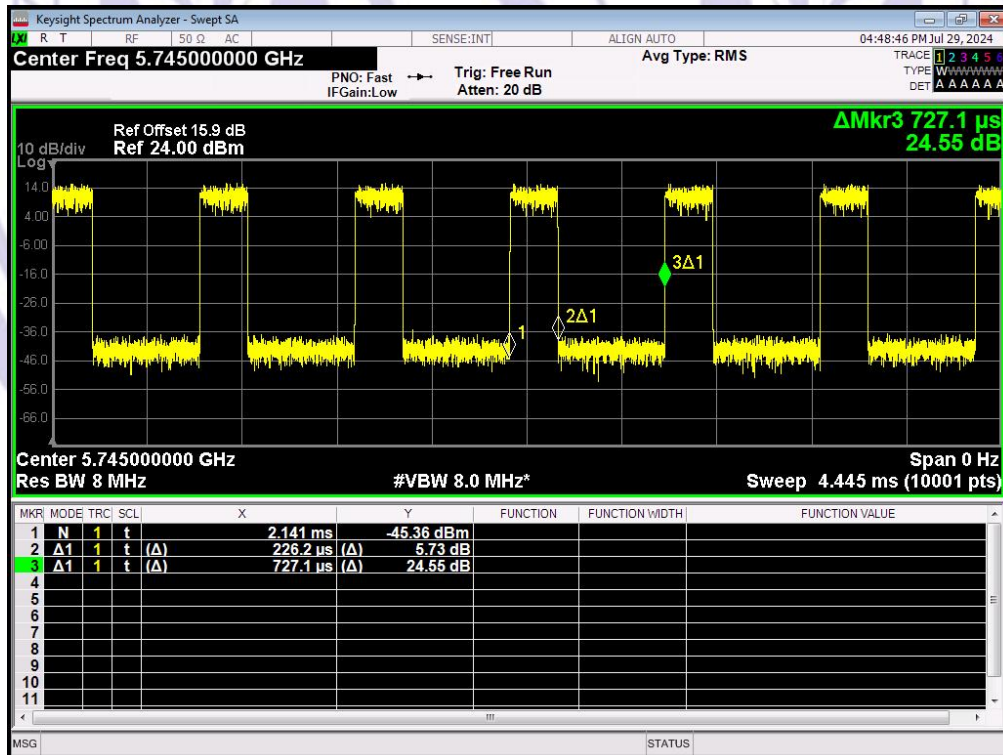 Keysight Spectrum Analyzer - Swept SA
LXI R T RF 50 Ω AC SENSE:INT ALIGN AUTO 04:48:46 PM Jul 29, 2024
Center Freq 5.745000000 GHz
PNO: Fast
IFGain:Low
Trig: Free Run
Atten: 20 dB
Avg Type: RMS
TRACE 1 2 3 4 5 6
TYPE W
DET A A A A A A
ΔMkr3 727.1 µs
24.55 dB
Ref Offset 15.9 dB
10 dB/div Ref 24.00 dBm
Log
14.0
4.00
-6.00
-16.0
-26.0
-36.0
-46.0
-56.0
-66.0
3Δ1
2Δ1
1
Center 5.745000000 GHz Span 0 Hz
Res BW 8 MHz #VBW 8.0 MHz* Sweep 4.445 ms (10001 pts)
MKR MODE TRC SCL X Y FUNCTION FUNCTION WIDTH FUNCTION VALUE
1 N 1 t 2.141 ms -45.36 dBm
2 Δ1 1 t (Δ) 226.2 µs (Δ) 5.73 dB
3 Δ1 1 t (Δ) 727.1 µs (Δ) 24.55 dB
4
5
6
7
8
9
10
11
MSG STATUS